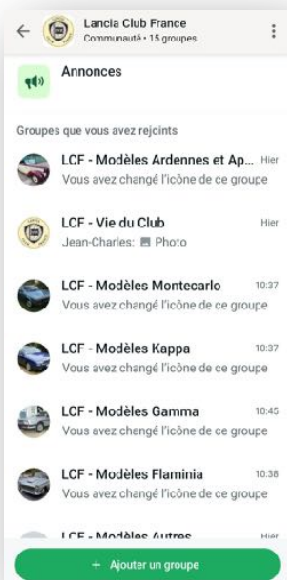 Lancia Club France
Communauté • 15 groupes
Annonces
Groupes que vous avez rejoints
LCF - Modèles Ardennes et Ap... Hier
Vous avez changé l'icône de ce groupe
LCF - Vie du Club Hier
Jean-Charles: Photo
LCF - Modèles Montecarlo 10:37
Vous avez changé l'icône de ce groupe
LCF - Modèles Kappa 10:37
Vous avez changé l'icône de ce groupe
LCF - Modèles Gamma 10:45
Vous avez changé l'icône de ce groupe
LCF - Modèles Flaminia 10:38
Vous avez changé l'icône de ce groupe
LCF - Modèles Autres Hier
+ Ajouter un groupe